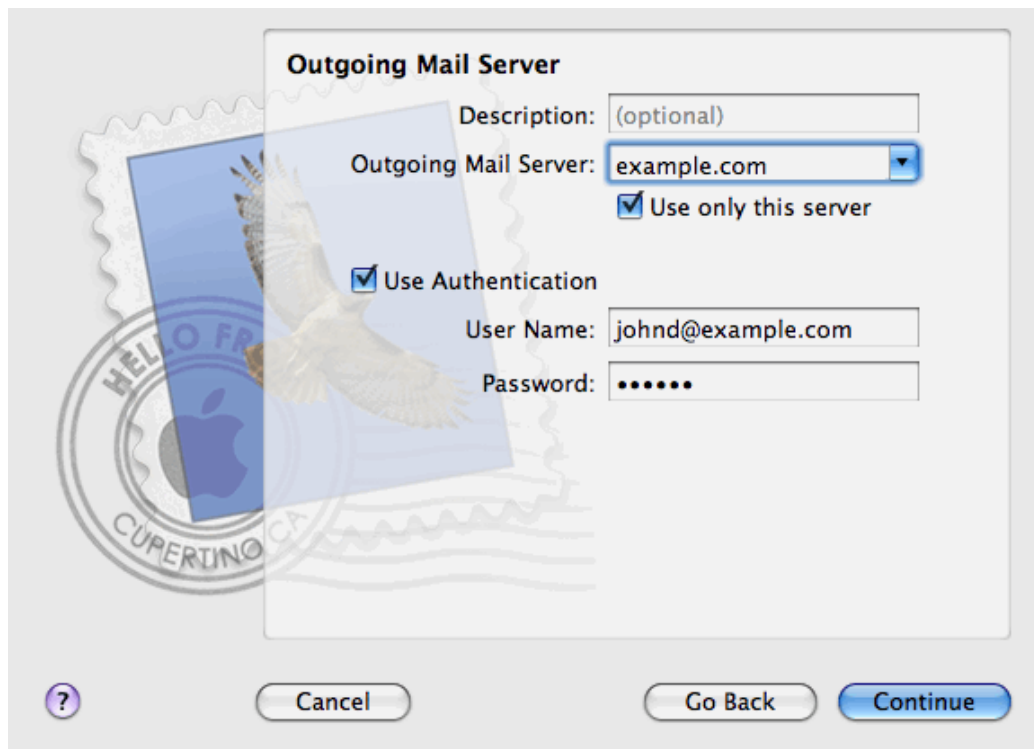 Outgoing Mail Server
Description: (optional)
Outgoing Mail Server: example.com
Use only this server
Use Authentication
User Name: johnd@example.com
Password: ••••••
HELLO FR
CUPERTINO CA
? Cancel Go Back Continue